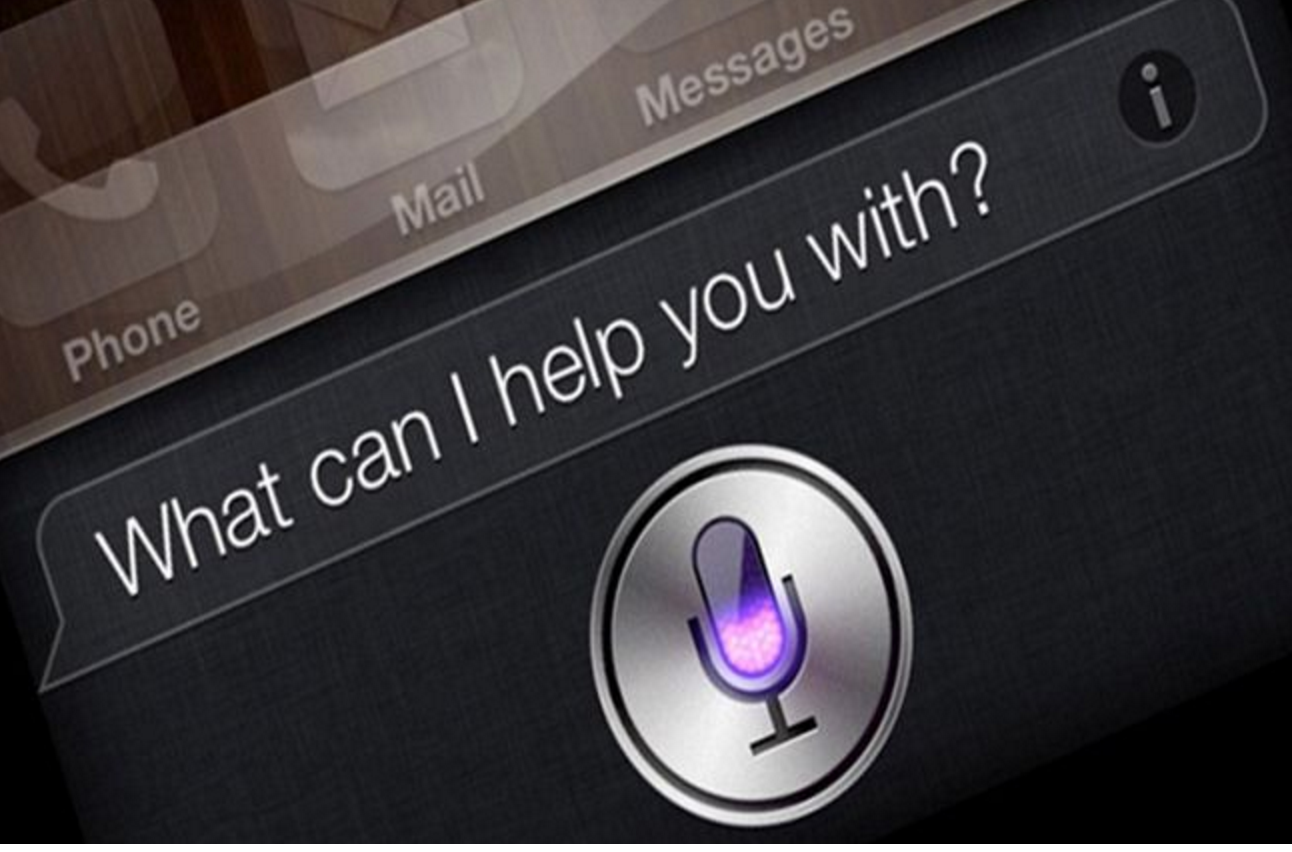 Phone
Mail
Messages
What can I help you with?
i